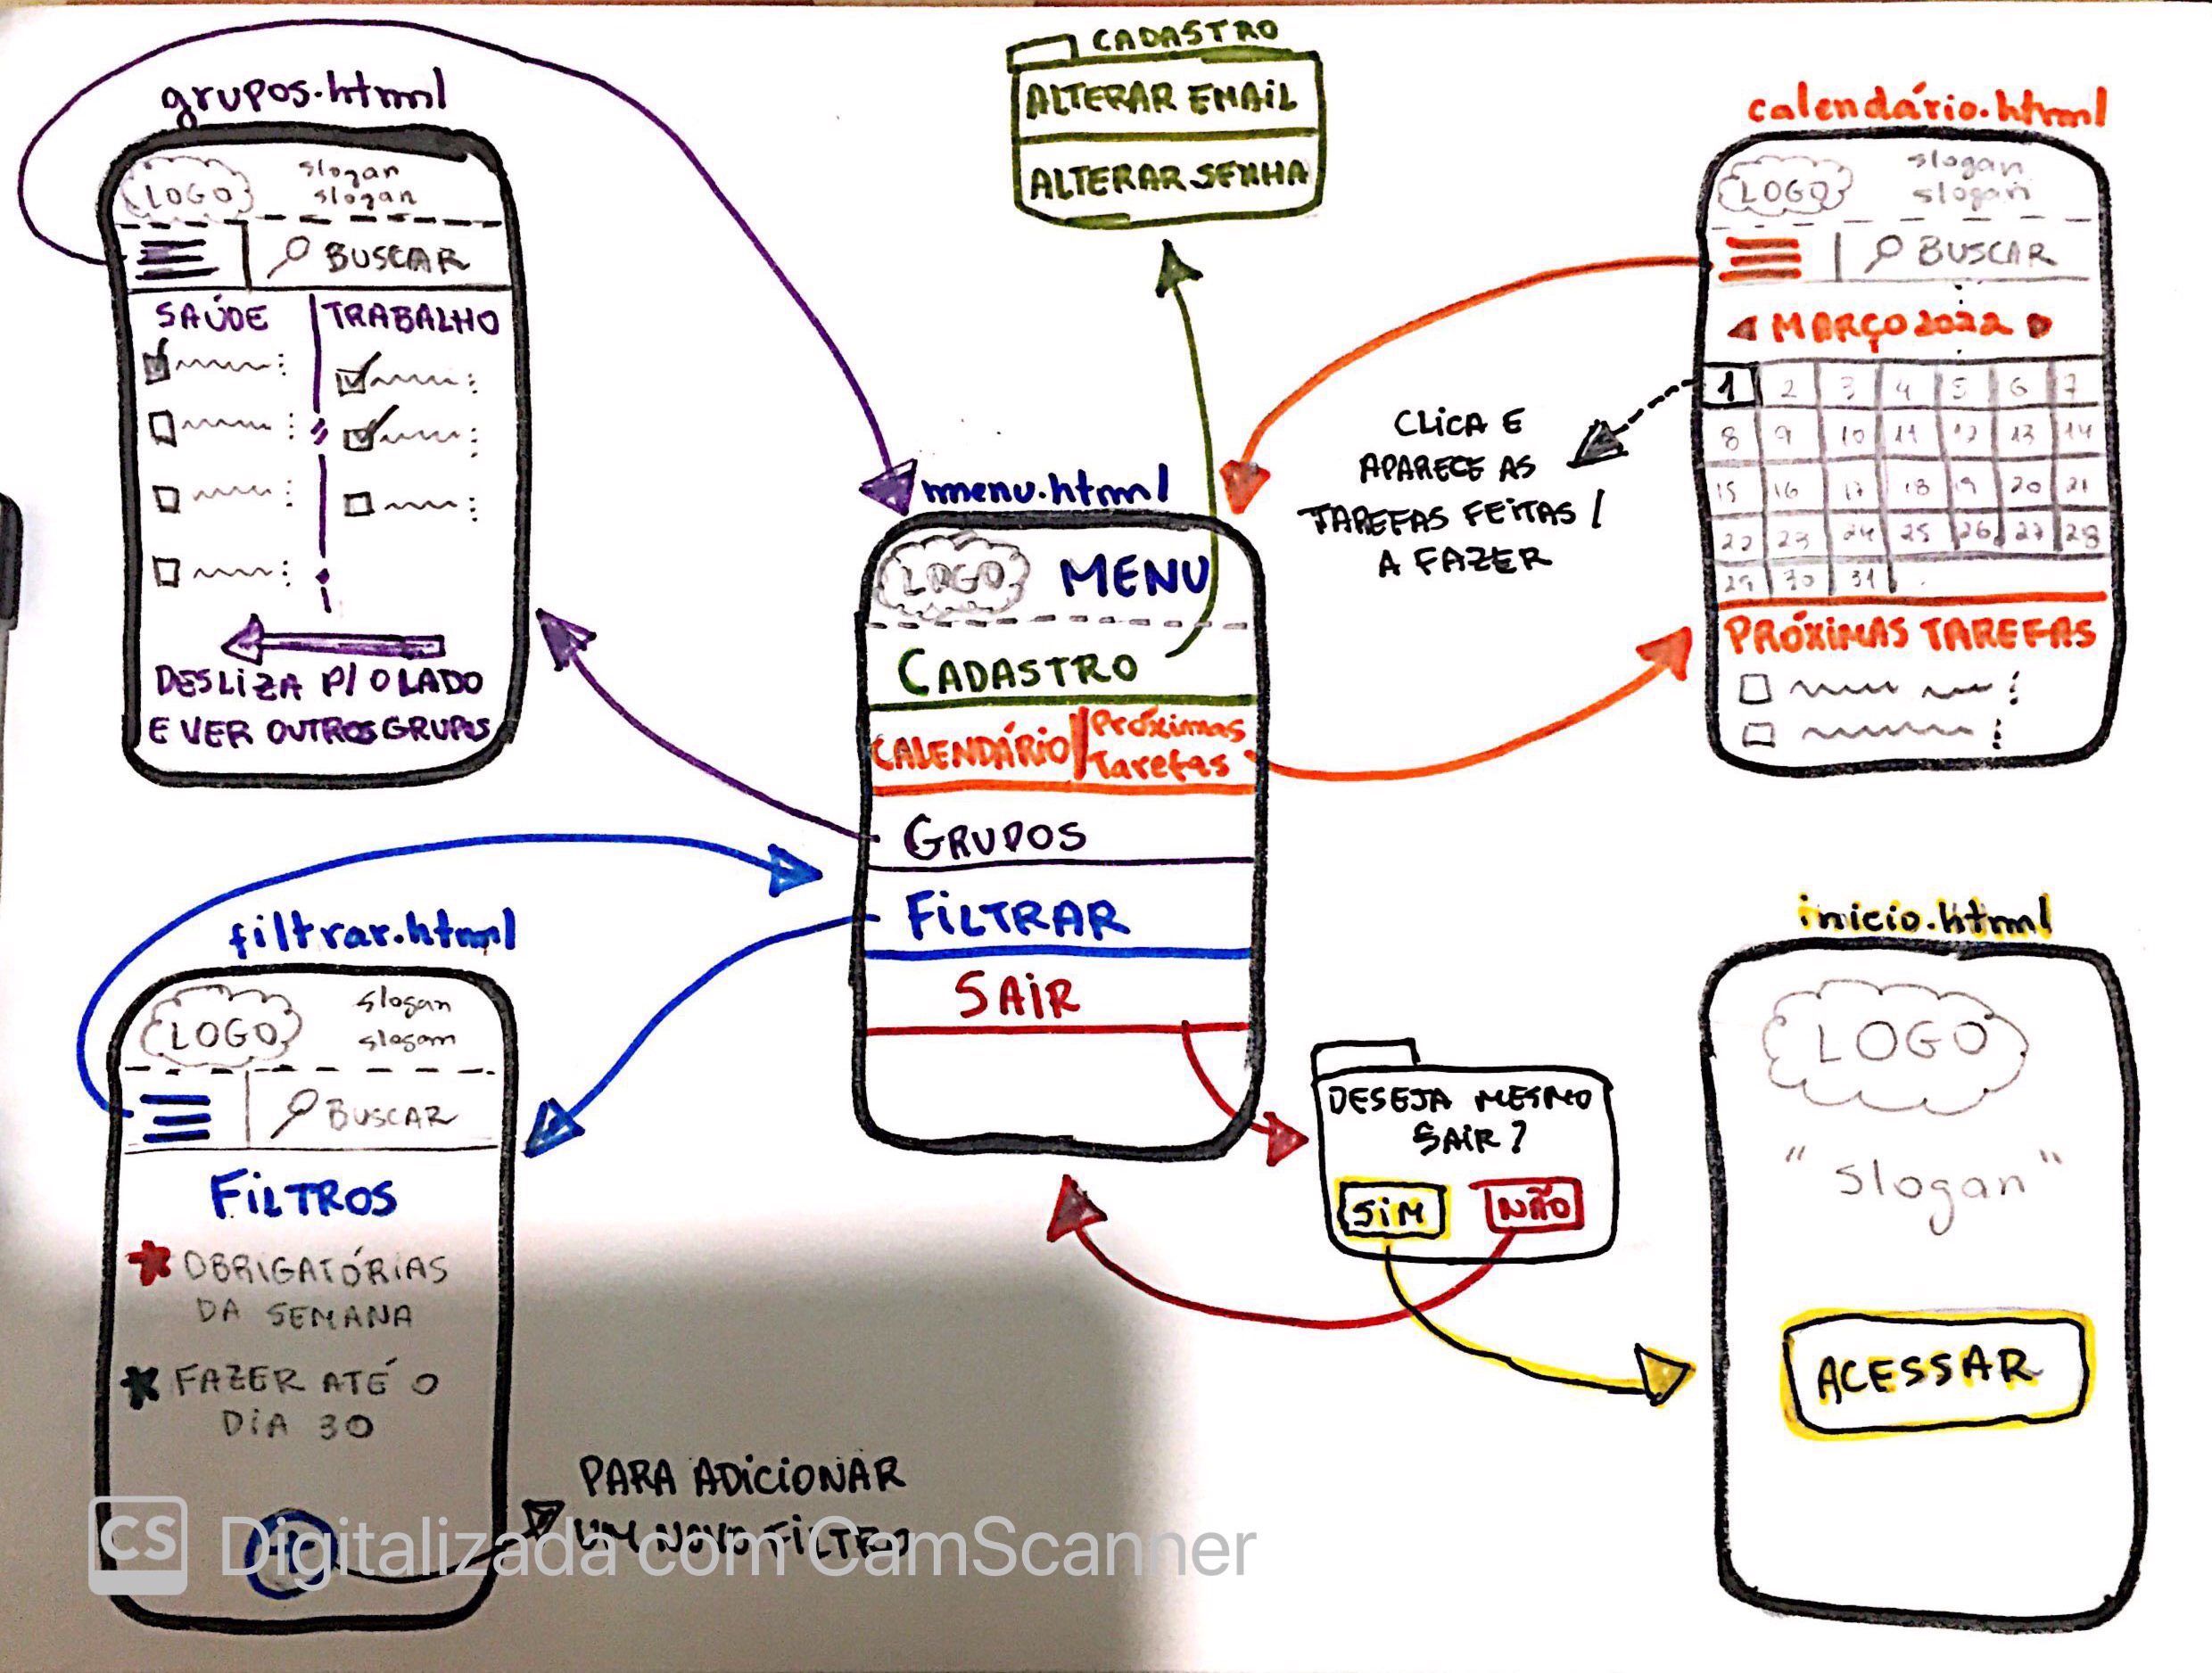 grupos.html
LOGO
slogan
slogan
BUSCAR
SAÚDE
TRABALHO
DESLIZA P/ O LADO
E VER OUTROS GRUPOS
CADASTRO
ALTERAR EMAIL
ALTERAR SENHA
calendário.html
LOGO
slogan
slogan
BUSCAR
MARÇO 2022
1 2 3 4 5 6 7
8 9 10 11 12 13 14
15 16 17 18 19 20 21
22 23 24 25 26 27 28
29 30 31
PRÓXIMAS TAREFAS
CLICA E
APARECE AS
TAREFAS FEITAS /
A FAZER
menu.html
LOGO
MENU
CADASTRO
CALENDÁRIO / Próximas
Tarefas
GRUPOS
FILTRAR
SAIR
filtrar.html
LOGO
slogan
slogam
BUSCAR
FILTROS
OBRIGATÓRIAS
DA SEMANA
FAZER ATÉ O
DIA 30
+
PARA ADICIONAR
UM NOVO FILTRO
DESEJA MESMO
SAIR?
SIM
NÃO
inicio.html
LOGO
"slogan"
ACESSAR
CS Digitalizada com CamScanner